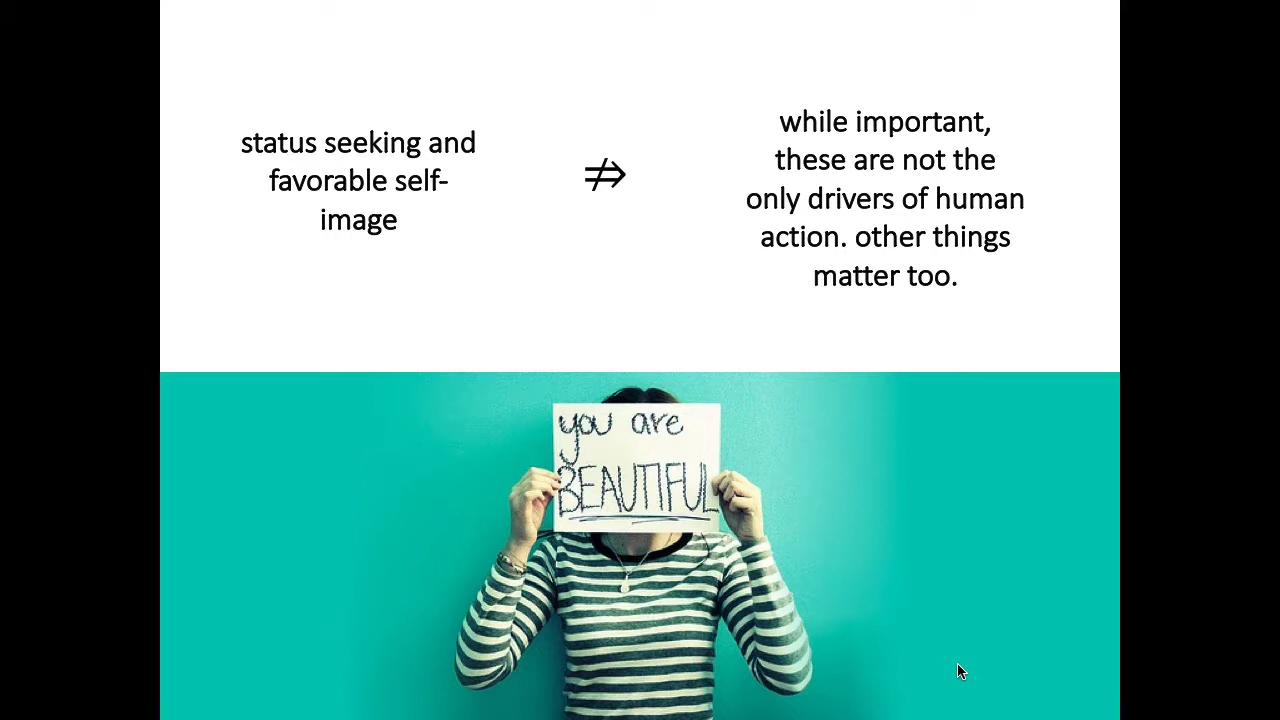 status seeking and
favorable self-
image
⇏
while important,
these are not the
only drivers of human
action. other things
matter too.
you are
BEAUTIFUL